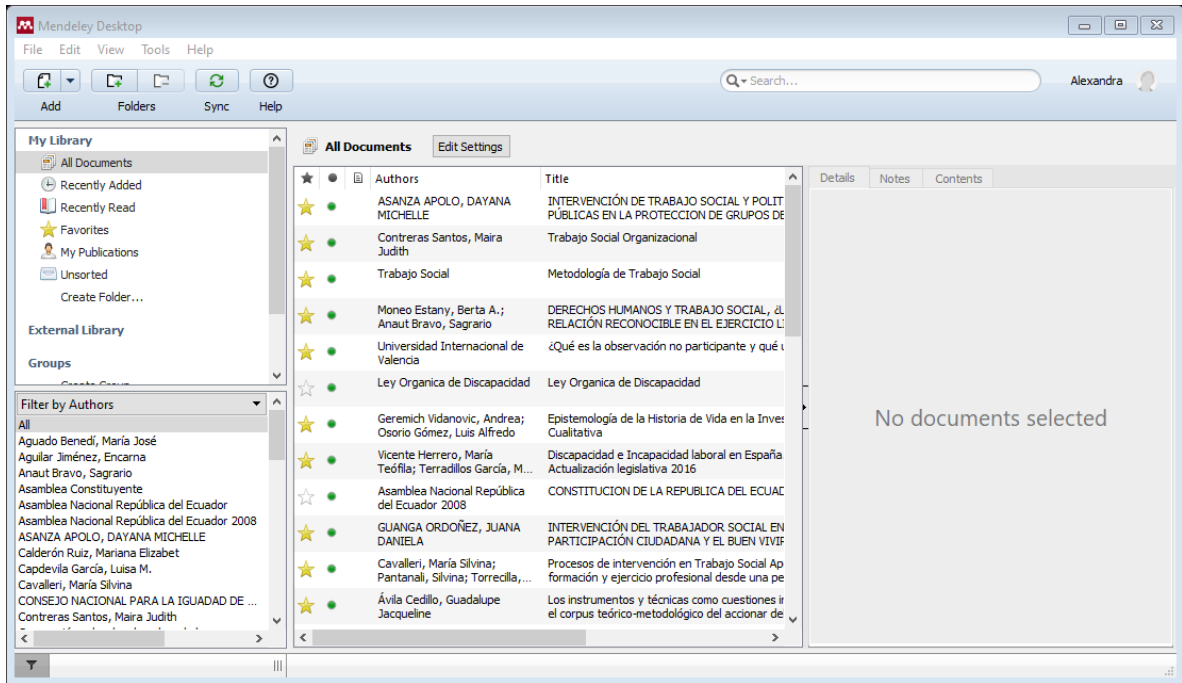 Mendeley Desktop
File Edit View Tools Help
Search...
Alexandra
Add Folders Sync Help
My Library
All Documents
Recently Added
Recently Read
Favorites
My Publications
Unsorted
Create Folder...
External Library
Groups
Create Group
Filter by Authors
All
Aguado Benedí, María José
Aguilar Jiménez, Encarna
Anaut Bravo, Sagrario
Asamblea Constituyente
Asamblea Nacional República del Ecuador
Asamblea Nacional República del Ecuador 2008
ASANZA APOLO, DAYANA MICHELLE
Calderón Ruiz, Mariana Elizabet
Capdevila García, Luisa M.
Cavalleri, María Silvina
CONSEJO NACIONAL PARA LA IGUADAD DE ...
Contreras Santos, Maira Judith
All Documents Edit Settings
Authors Title
ASANZA APOLO, DAYANA INTERVENCIÓN DE TRABAJO SOCIAL Y POLIT
MICHELLE PÚBLICAS EN LA PROTECCION DE GRUPOS DE
Contreras Santos, Maira Trabajo Social Organizacional
Judith
Trabajo Social Metodología de Trabajo Social
Moneo Estany, Berta A.; DERECHOS HUMANOS Y TRABAJO SOCIAL, ¿L
Anaut Bravo, Sagrario RELACIÓN RECONOCIBLE EN EL EJERCICIO
Universidad Internacional de ¿Qué es la observación no participante y qué
Valencia
Ley Organica de Discapacidad Ley Organica de Discapacidad
Geremich Vidanovic, Andrea; Epistemología de la Historia de Vida en la Inves
Osorio Gómez, Luis Alfredo Cualitativa
Vicente Herrero, María Discapacidad e Incapacidad laboral en España
Teófila; Terradillos García, M... Actualización legislativa 2016
Asamblea Nacional República CONSTITUCION DE LA REPUBLICA DEL ECUAD
del Ecuador 2008
GUANGA ORDOÑEZ, JUANA INTERVENCIÓN DEL TRABAJADOR SOCIAL EN
DANIELA PARTICIPACIÓN CIUDADANA Y EL BUEN VIVIR
Cavalleri, María Silvina; Procesos de intervención en Trabajo Social Ap
Pantanali, Silvina; Torrecilla,... formación y ejercicio profesional desde una pe
Ávila Cedillo, Guadalupe Los instrumentos y técnicas como cuestiones
Jacqueline el corpus teórico-metodológico del accionar de
Details Notes Contents
No documents selected